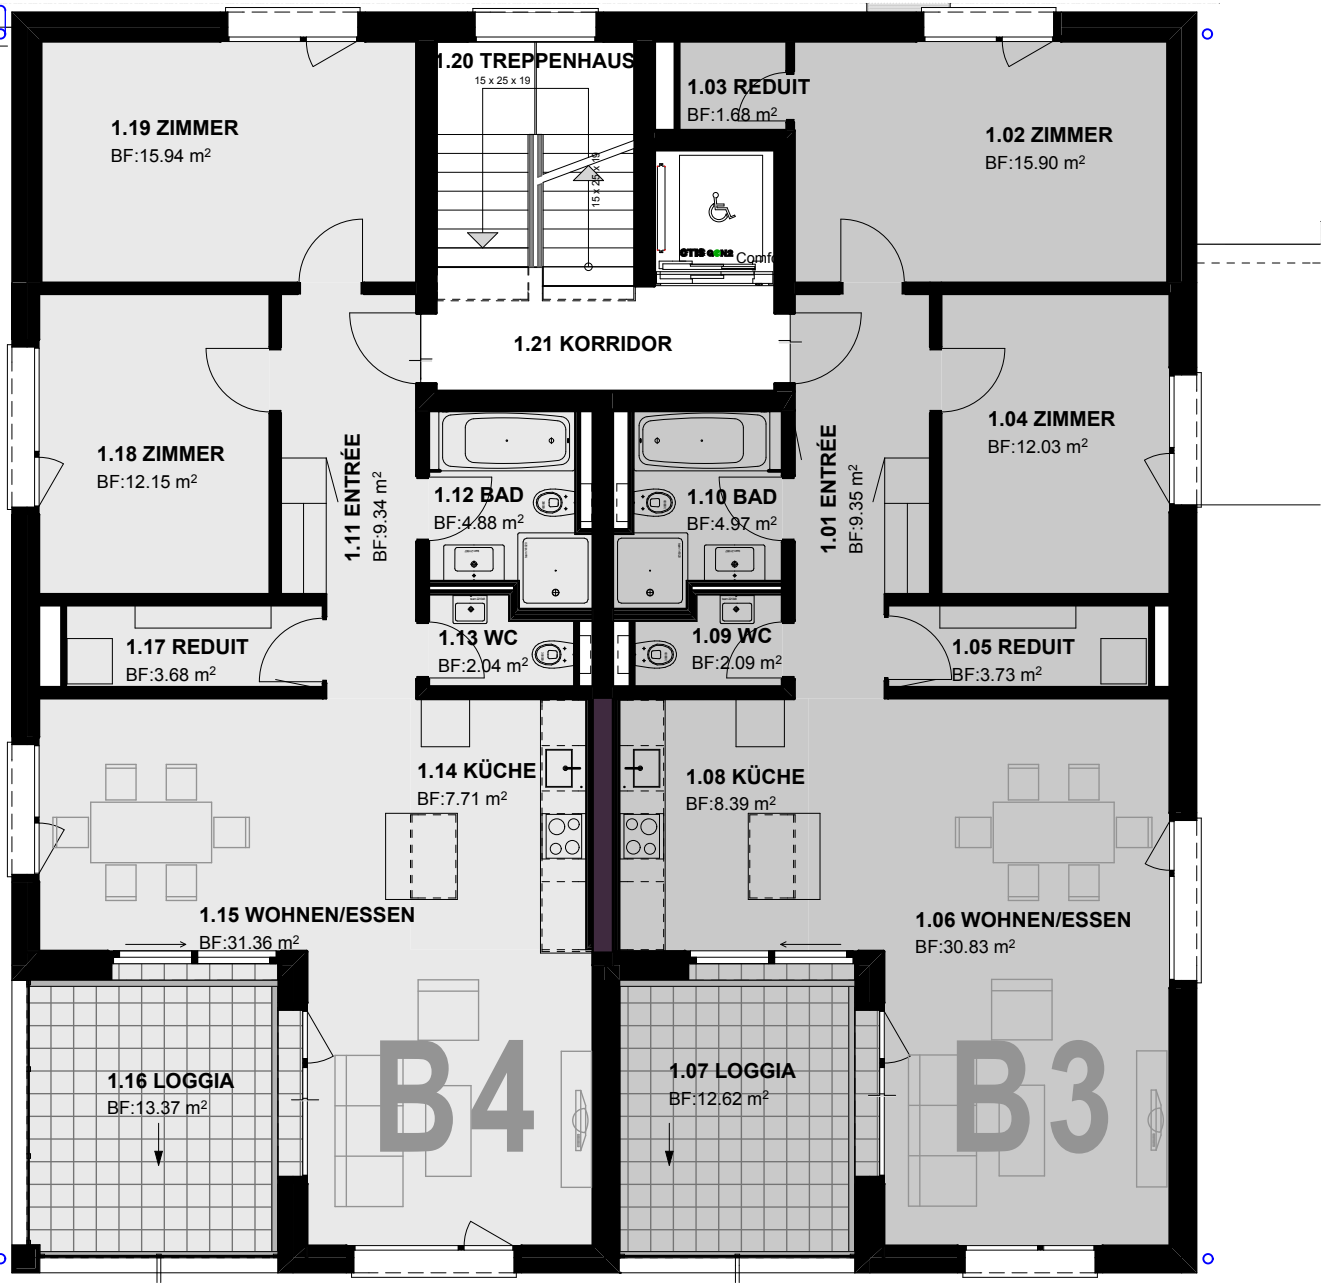 1.20 TREPPENHAUS
15 x 25 x 19
15 x 25 x 19
1.03 REDUIT
BF:1.68 m²
1.19 ZIMMER
BF:15.94 m²
1.02 ZIMMER
BF:15.90 m²
OTIS GEN2
Comfo
1.21 KORRIDOR
1.18 ZIMMER
BF:12.15 m²
1.11 ENTRÉE
BF:9.34 m²
1.12 BAD
BF:4.88 m²
1.10 BAD
BF:4.97 m²
1.01 ENTRÉE
BF:9.35 m²
1.04 ZIMMER
BF:12.03 m²
1.17 REDUIT
BF:3.68 m²
1.13 WC
BF:2.04 m²
1.09 WC
BF:2.09 m²
1.05 REDUIT
BF:3.73 m²
1.14 KÜCHE
BF:7.71 m²
1.08 KÜCHE
BF:8.39 m²
1.15 WOHNEN/ESSEN
BF:31.36 m²
1.06 WOHNEN/ESSEN
BF:30.83 m²
1.16 LOGGIA
BF:13.37 m²
B4
1.07 LOGGIA
BF:12.62 m²
B3